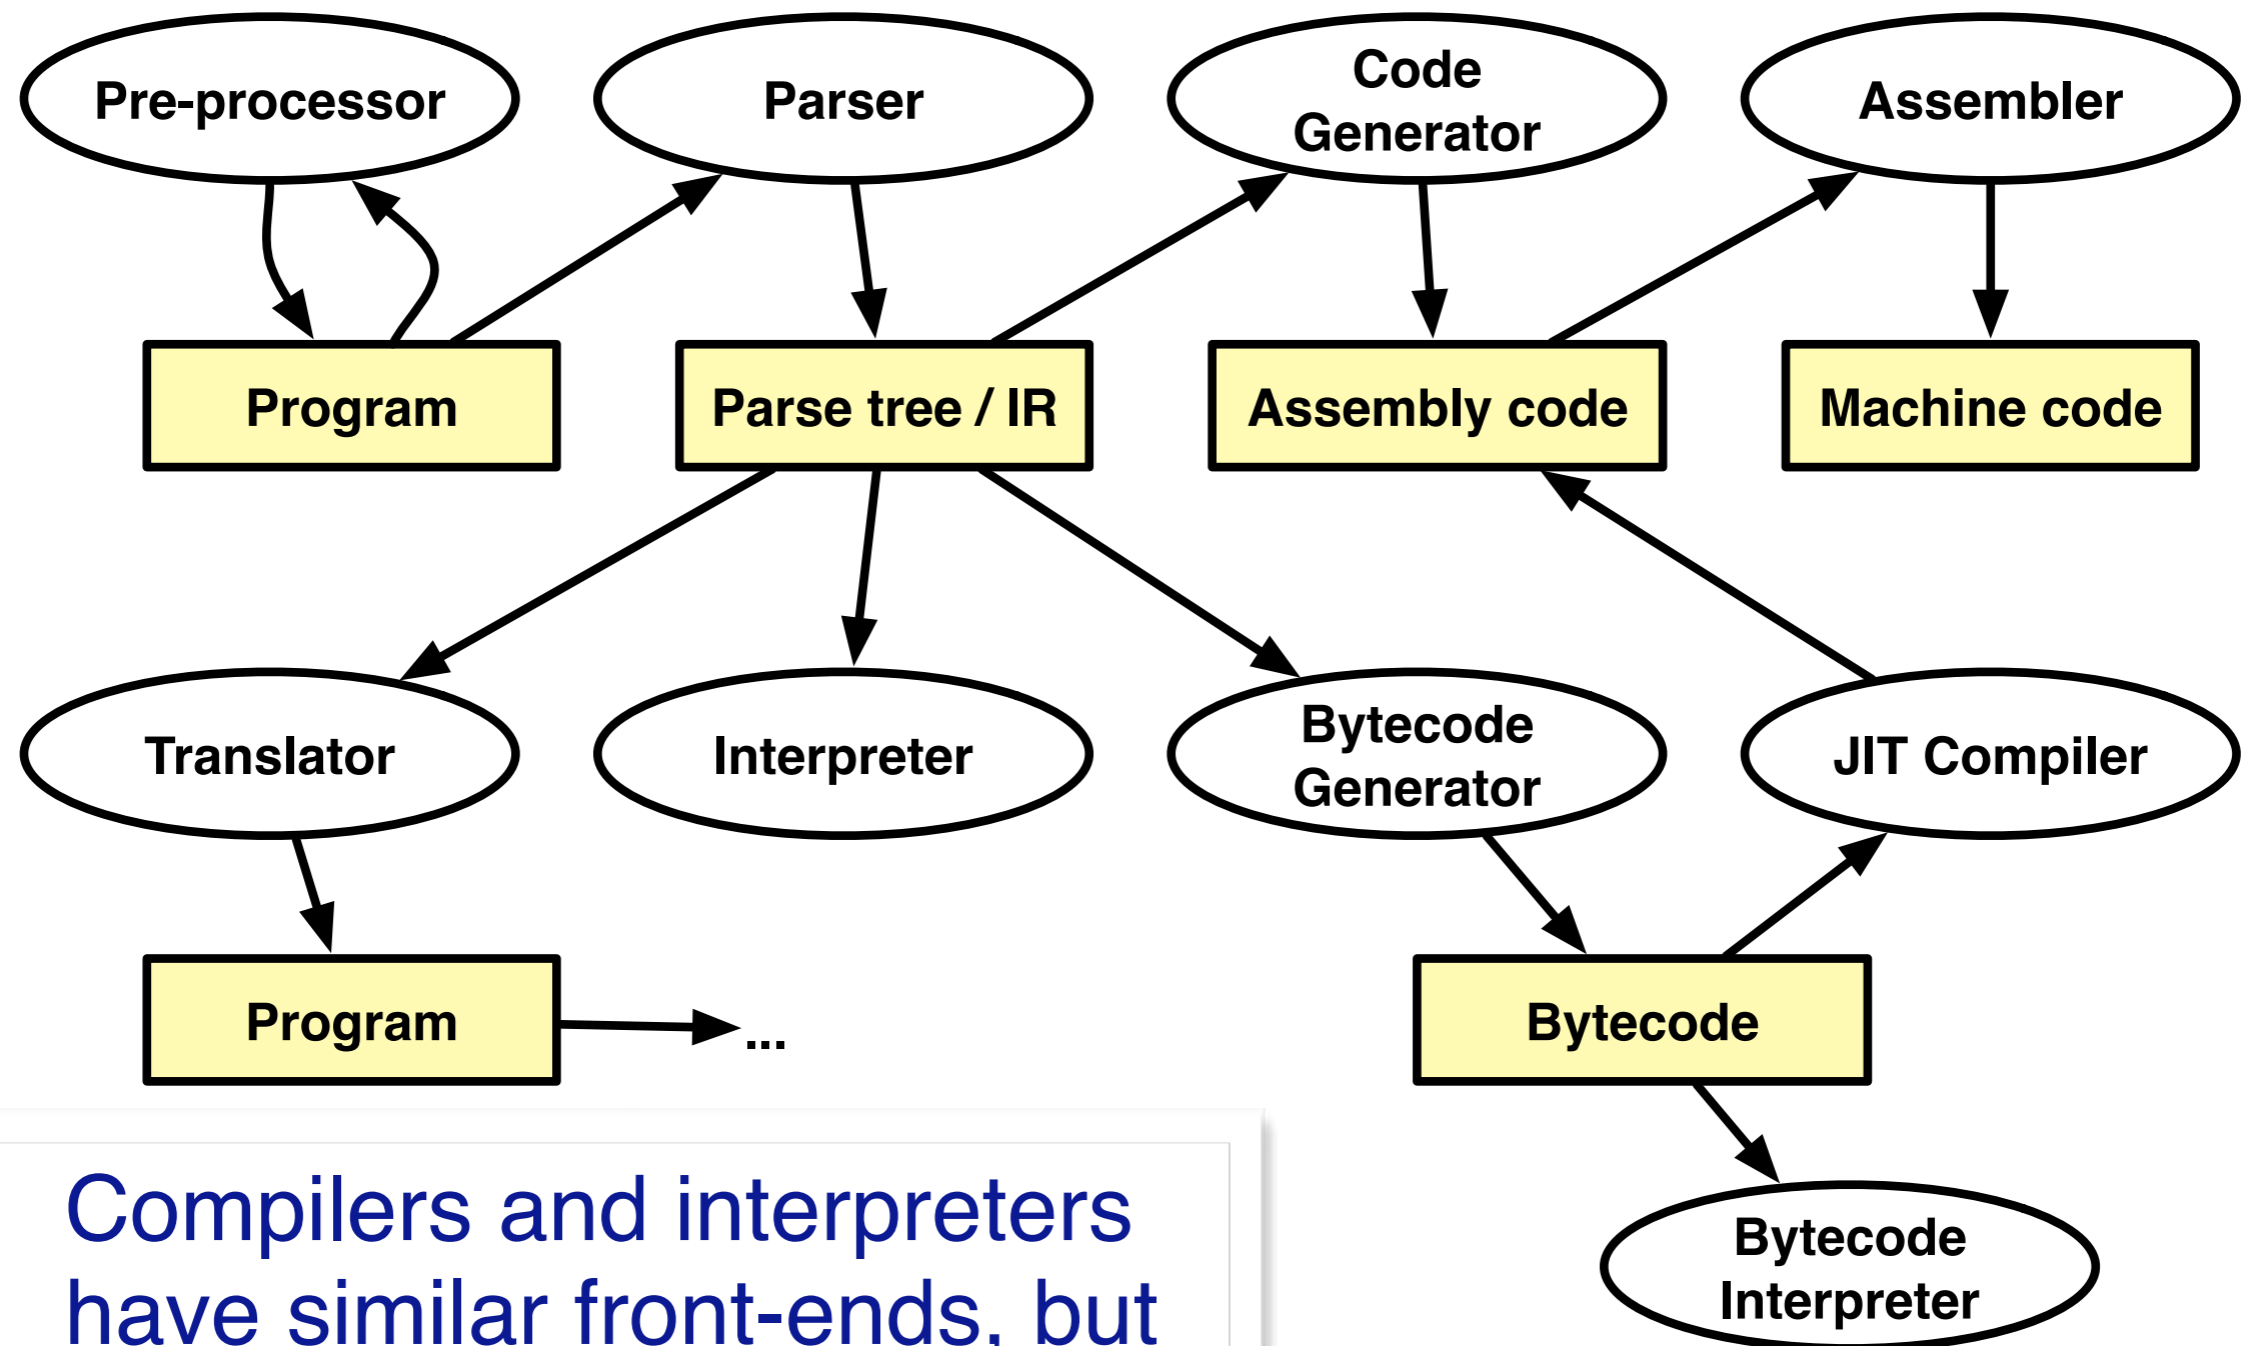 Pre-processor
Parser
Code
Generator
Assembler
Program
Parse tree / IR
Assembly code
Machine code
Translator
Interpreter
Bytecode
Generator
JIT Compiler
Program
...
Bytecode
Bytecode
Interpreter
Compilers and interpreters
have similar front-ends, but